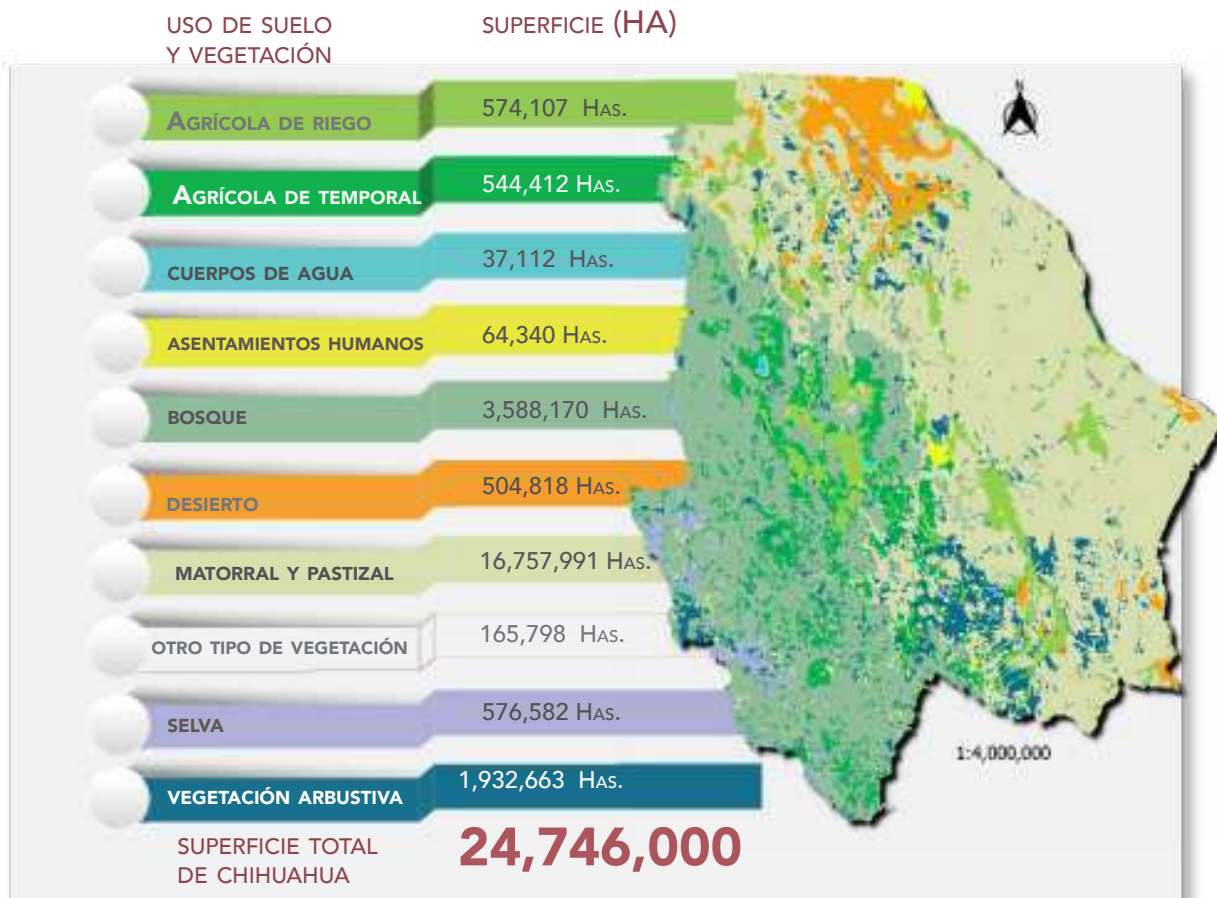 USO DE SUELO
Y VEGETACIÓN
SUPERFICIE (HA)
N
AGRÍCOLA DE RIEGO 574,107 HAS.
AGRÍCOLA DE TEMPORAL 544,412 HAS.
CUERPOS DE AGUA 37,112 HAS.
ASENTAMIENTOS HUMANOS 64,340 HAS.
BOSQUE 3,588,170 HAS.
DESIERTO 504,818 HAS.
MATORRAL Y PASTIZAL 16,757,991 HAS.
OTRO TIPO DE VEGETACIÓN 165,798 HAS.
SELVA 576,582 HAS.
1:4,000,000
VEGETACIÓN ARBUSTIVA 1,932,663 HAS.
SUPERFICIE TOTAL
DE CHIHUAHUA
24,746,000